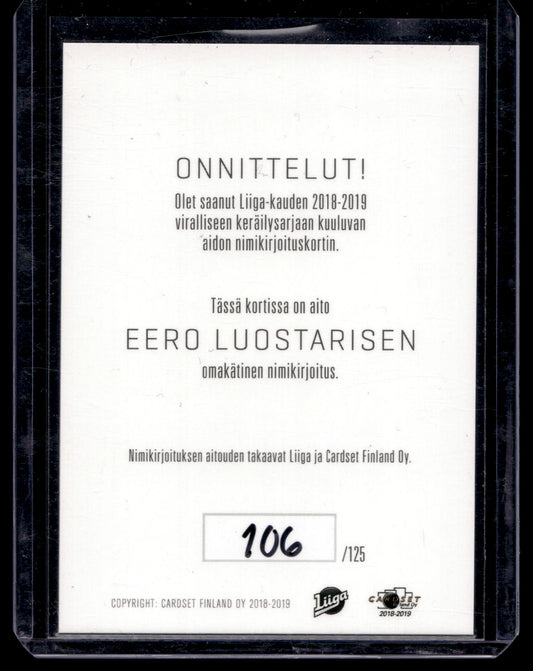 ONNITTELUT!
Olet saanut Liiga-kauden 2018-2019
viralliseen keräilysarjaan kuuluvan
aidon nimikirjoituskortin.
Tässä kortissa on aito
EERO LUOSTARISEN
omakätinen nimikirjoitus.
Nimikirjoituksen aitouden takaavat Liiga ja Cardset Finland Oy.
106 /125
COPYRIGHT: CARDSET FINLAND OY 2018-2019
Liiga
CARDSET
2018-2019